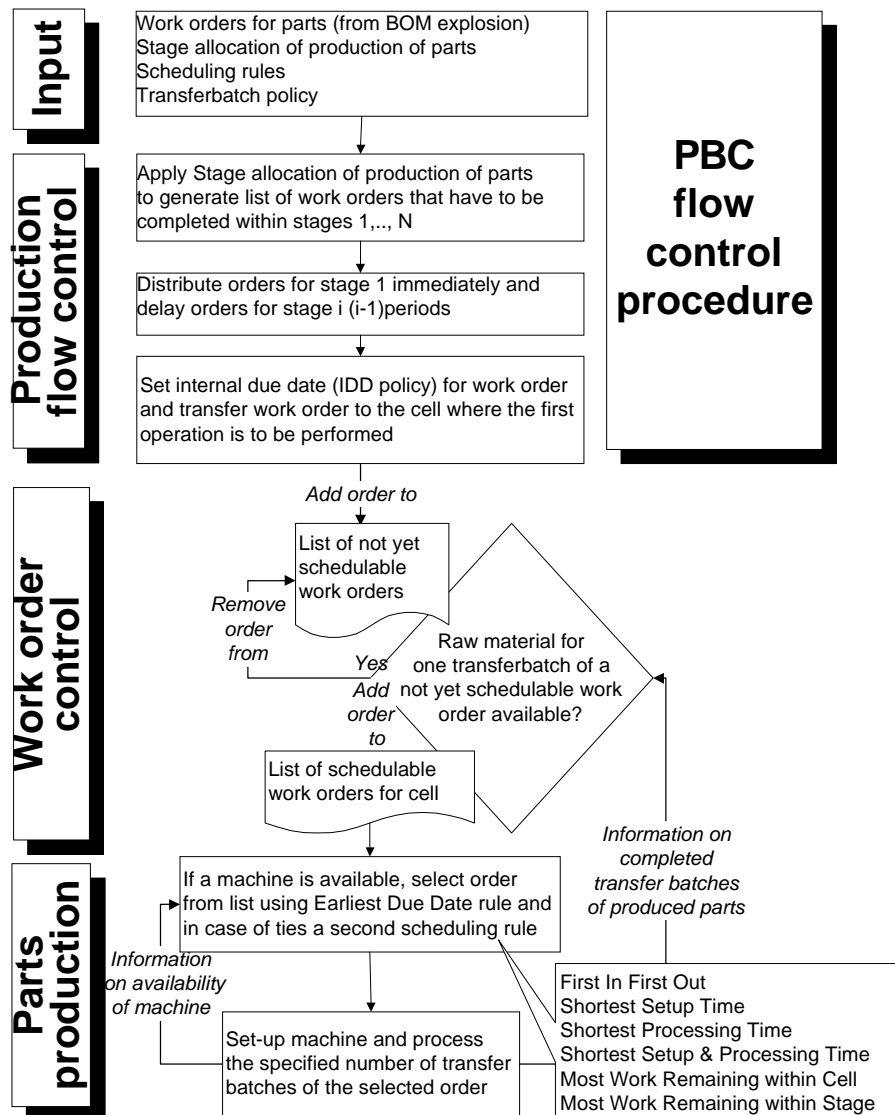 Input
Work orders for parts (from BOM explosion)
Stage allocation of production of parts
Scheduling rules
Transferbatch policy
PBC
flow
control
procedure
Production
flow control
Apply Stage allocation of production of parts
to generate list of work orders that have to be
completed within stages 1,.., N
Distribute orders for stage 1 immediately and
delay orders for stage i (i-1)periods
Set internal due date (IDD policy) for work order
and transfer work order to the cell where the first
operation is to be performed
Work order
control
Add order to
List of not yet
schedulable
work orders
Remove
order
from
Raw material for
one transferbatch of a
not yet schedulable work
order available?
Yes
Add
order
to
List of schedulable
work orders for cell
Information on
completed
transfer batches
of produced parts
Parts
production
If a machine is available, select order
from list using Earliest Due Date rule and
in case of ties a second scheduling rule
Information
on availability
of machine
Set-up machine and process
the specified number of transfer
batches of the selected order
First In First Out
Shortest Setup Time
Shortest Processing Time
Shortest Setup & Processing Time
Most Work Remaining within Cell
Most Work Remaining within Stage